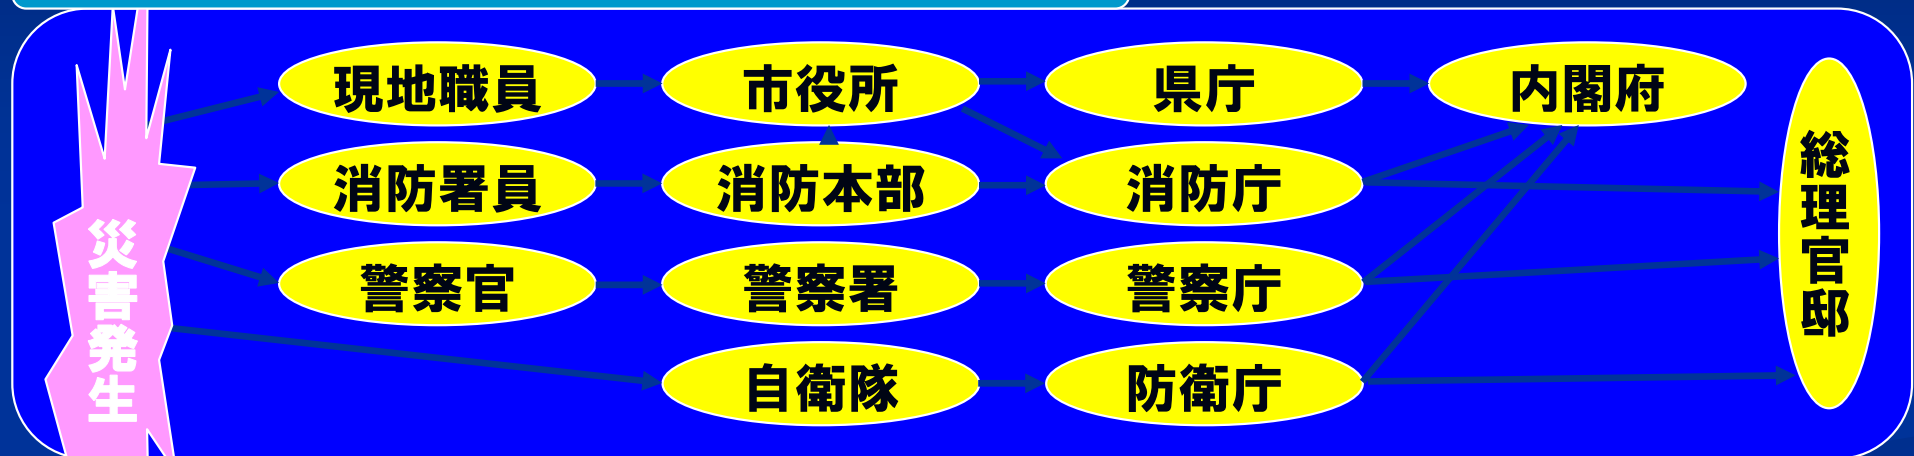 災害発生
現地職員
市役所
県庁
内閣府
消防署員
消防本部
消防庁
警察官
警察署
警察庁
自衛隊
防衛庁
総理官邸